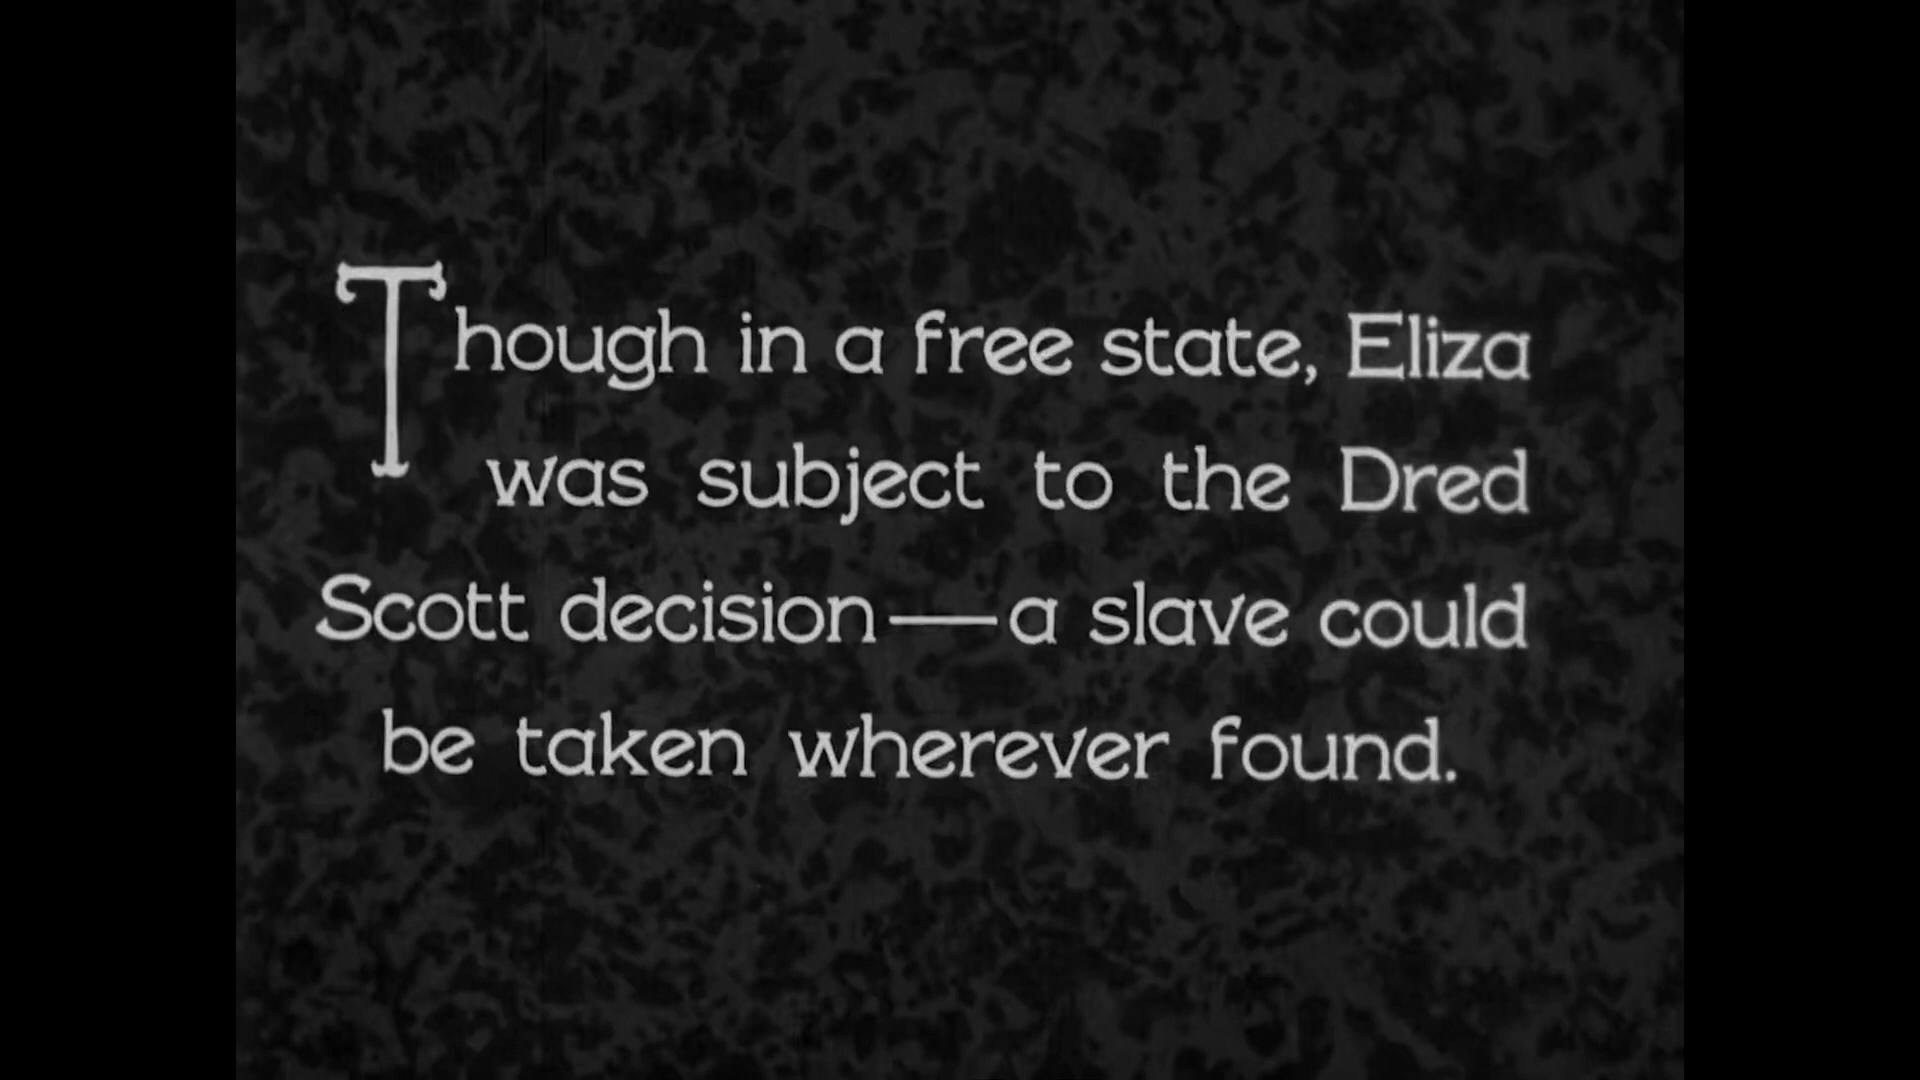 Though in a free state, Eliza
was subject to the Dred
Scott decision—a slave could
be taken wherever found.